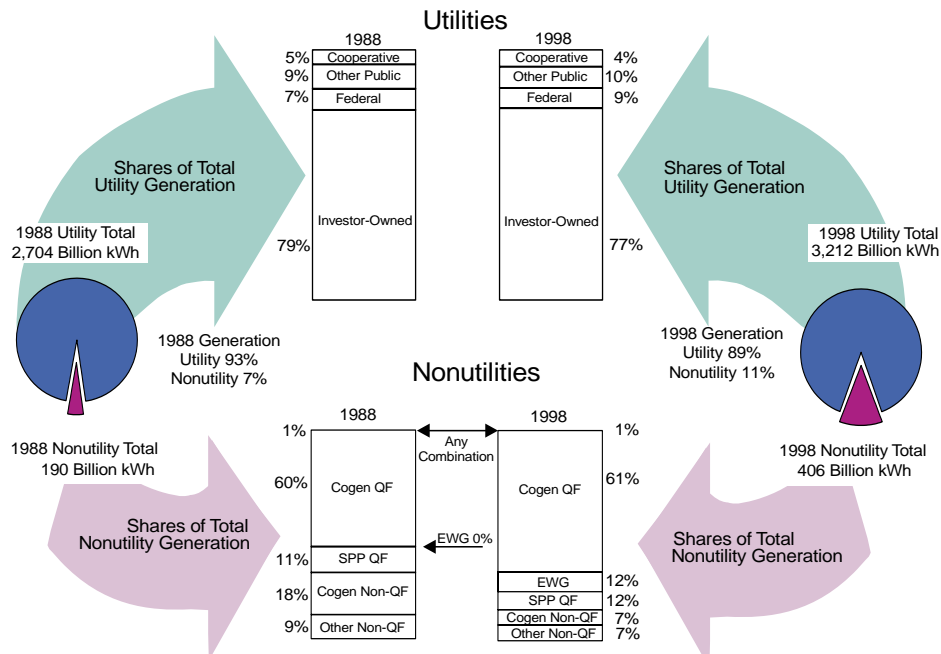 Utilities
1988
1998
5%
Cooperative
Cooperative
4%
9%
Other Public
Other Public
10%
7%
Federal
Federal
9%
Shares of Total
Utility Generation
Shares of Total
Utility Generation
Investor-Owned
Investor-Owned
79%
77%
1988 Utility Total
2,704 Billion kWh
1998 Utility Total
3,212 Billion kWh
1988 Generation
Utility 93%
Nonutility 7%
1998 Generation
Utility 89%
Nonutility 11%
Nonutilities
1988
1998
1%
Any
Combination
1%
1988 Nonutility Total
190 Billion kWh
1998 Nonutility Total
406 Billion kWh
60%
Cogen QF
Cogen QF
61%
Shares of Total
Nonutility Generation
Shares of Total
Nonutility Generation
EWG 0%
11%
SPP QF
18%
Cogen Non-QF
9%
Other Non-QF
EWG
12%
SPP QF
12%
Cogen Non-QF
7%
Other Non-QF
7%